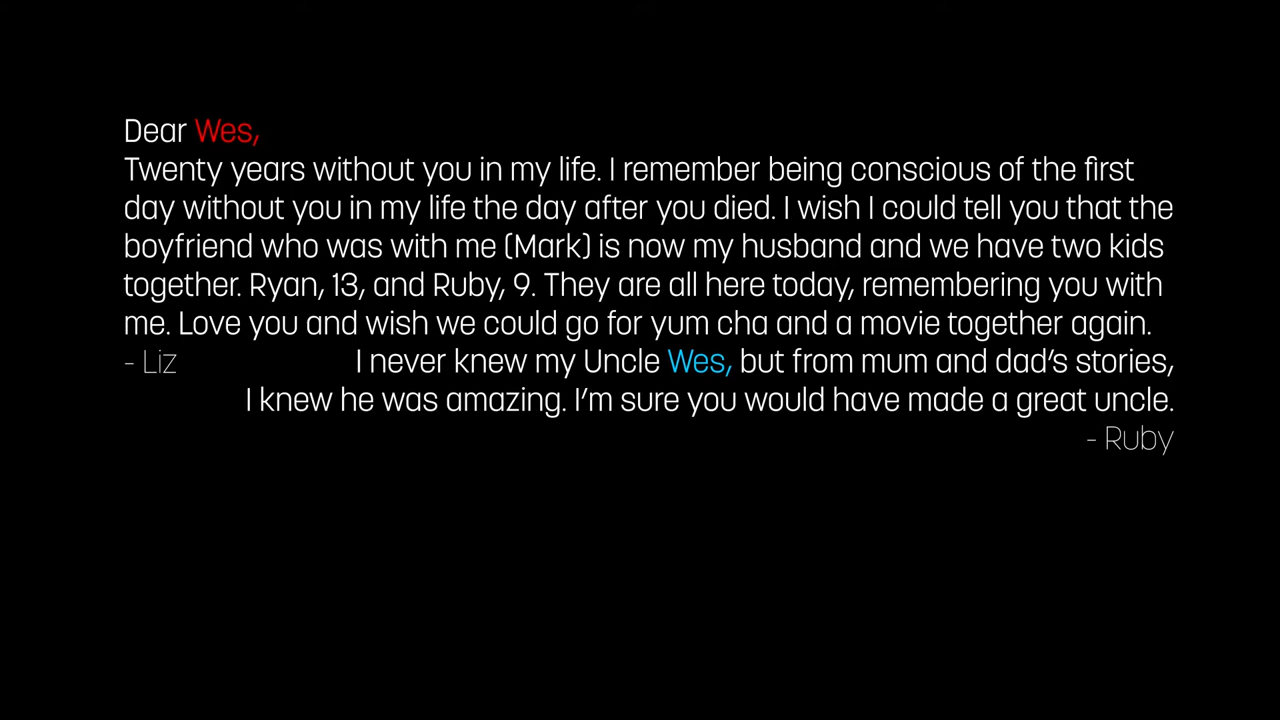 Dear Wes,
Twenty years without you in my life. I remember being conscious of the first
day without you in my life the day after you died. I wish I could tell you that the
boyfriend who was with me (Mark) is now my husband and we have two kids
together. Ryan, 13, and Ruby, 9. They are all here today, remembering you with
me. Love you and wish we could go for yum cha and a movie together again.
- Liz
I never knew my Uncle Wes, but from mum and dad’s stories,
I knew he was amazing. I’m sure you would have made a great uncle.
- Ruby